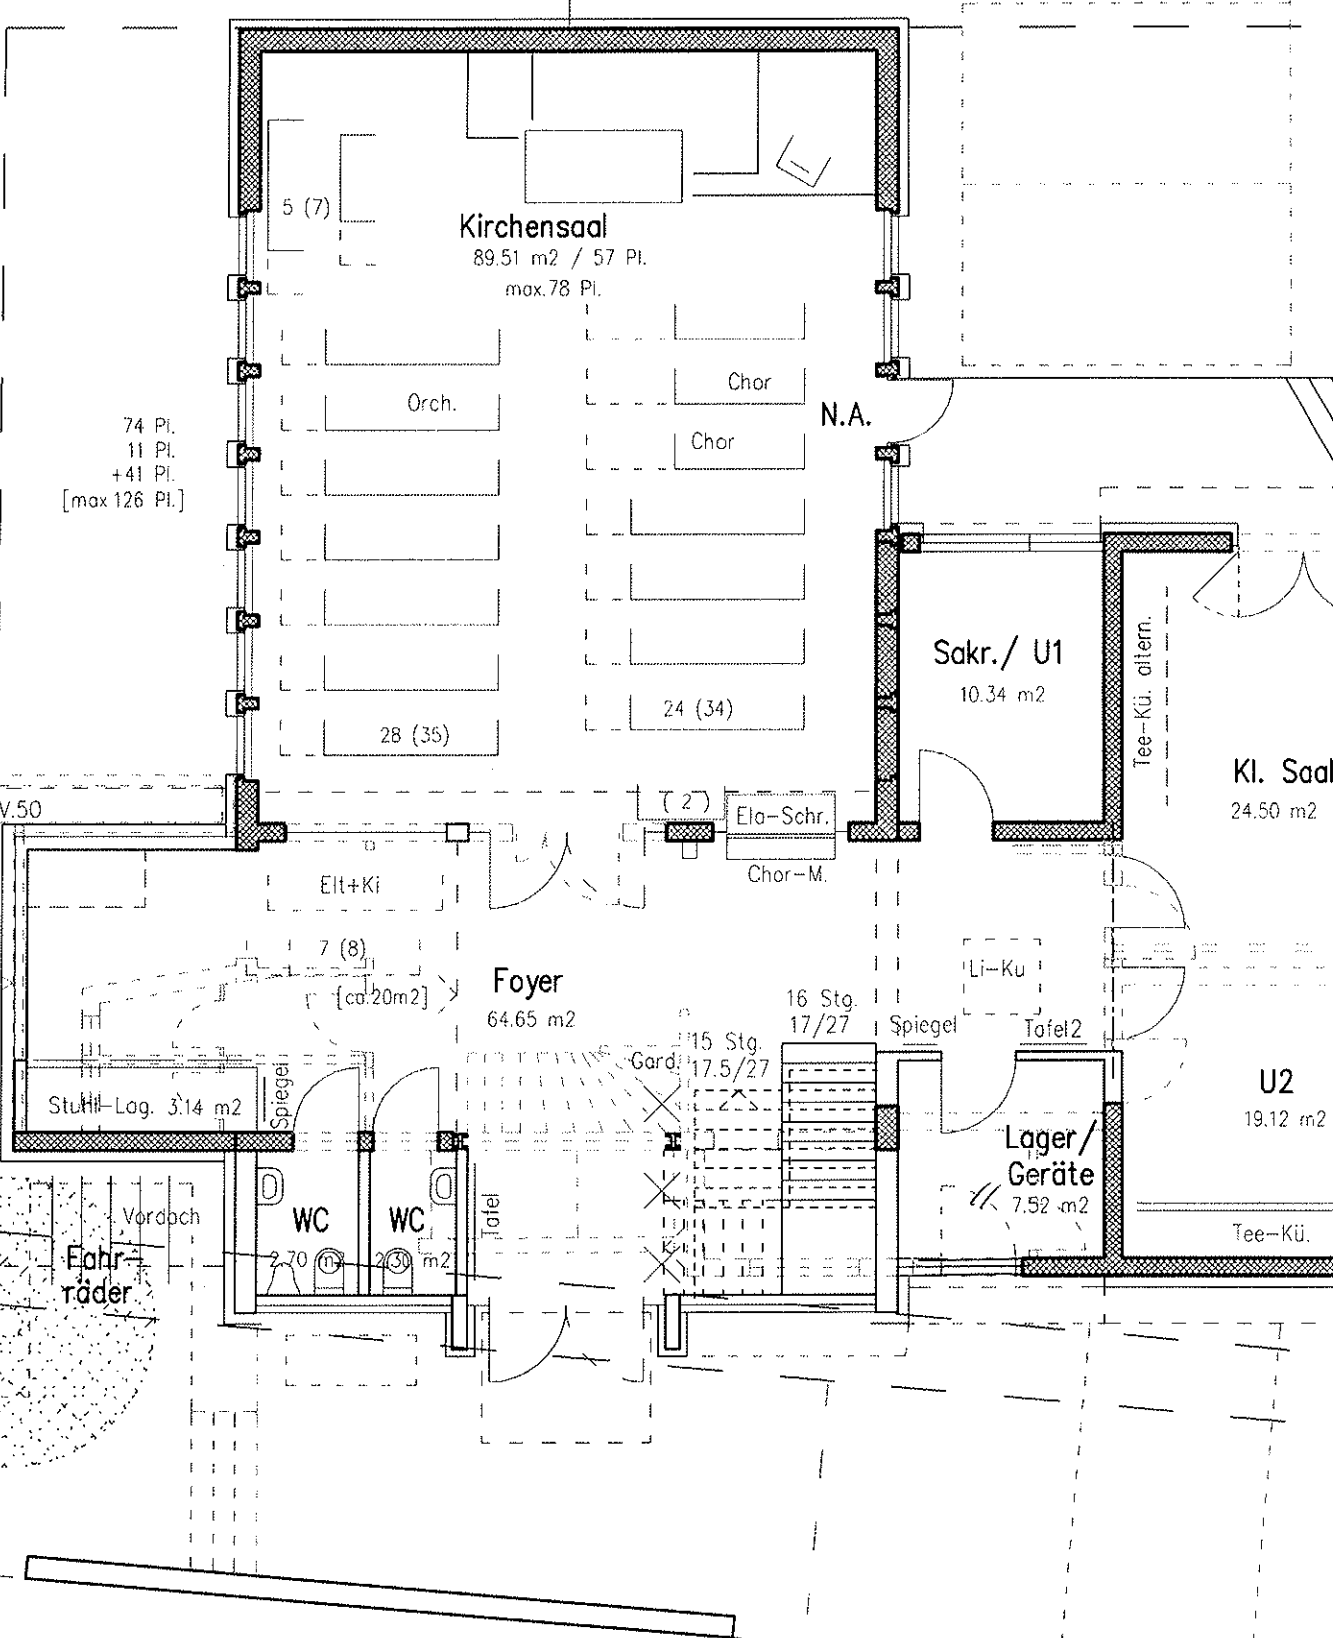 5 (7)
Kirchensaal
89.51 m2 / 57 Pl.
max.78 Pl.
Chor
Orch.
N.A.
Chor
74 Pl.
11 Pl.
+41 Pl.
[max 126 Pl.]
Sakr./ U1
10.34 m2
Tee-Kü. altern.
24 (34)
28 (35)
Kl. Saal
24.50 m2
V.50
( 2 )
Ela-Schr.
Chor-M.
Elt+Ki
7 (8)
[ca.20m2]
Foyer
64.65 m2
Li-Ku
16 Stg.
17/27
Spiegel
Tafel2
15 Stg.
17.5/27
Gard.
Spiegel
Stuhl-Lag. 3.14 m2
U2
19.12 m2
Lager/
Geräte
7.52 m2
Tee-Kü.
Vordach
WC
2.70 m2
WC
2.30 m2
Tafel
Fahr-
räder